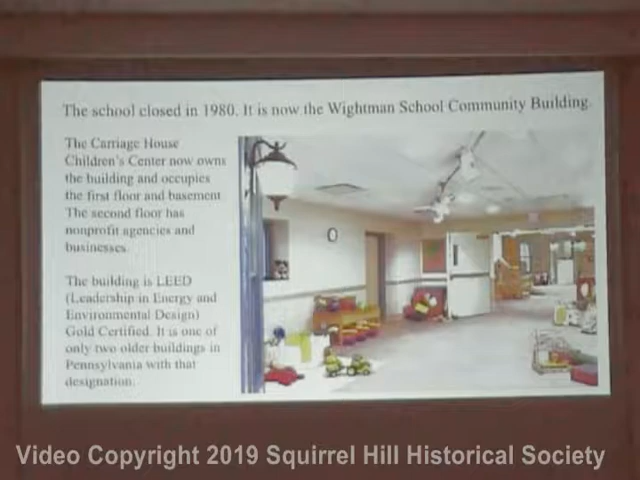 The school closed in 1980. It is now the Wightman School Community Building.
The Carriage House
Children's Center now owns
the building and occupies
the first floor and basement
The second floor has
nonprofit agencies and
businesses.
The building is LEED
(Leadership in Energy and
Environmental Design)
Gold Certified. It is one of
only two older buildings in
Pennsylvania with that
designation.
Video Copyright 2019 Squirrel Hill Historical Society